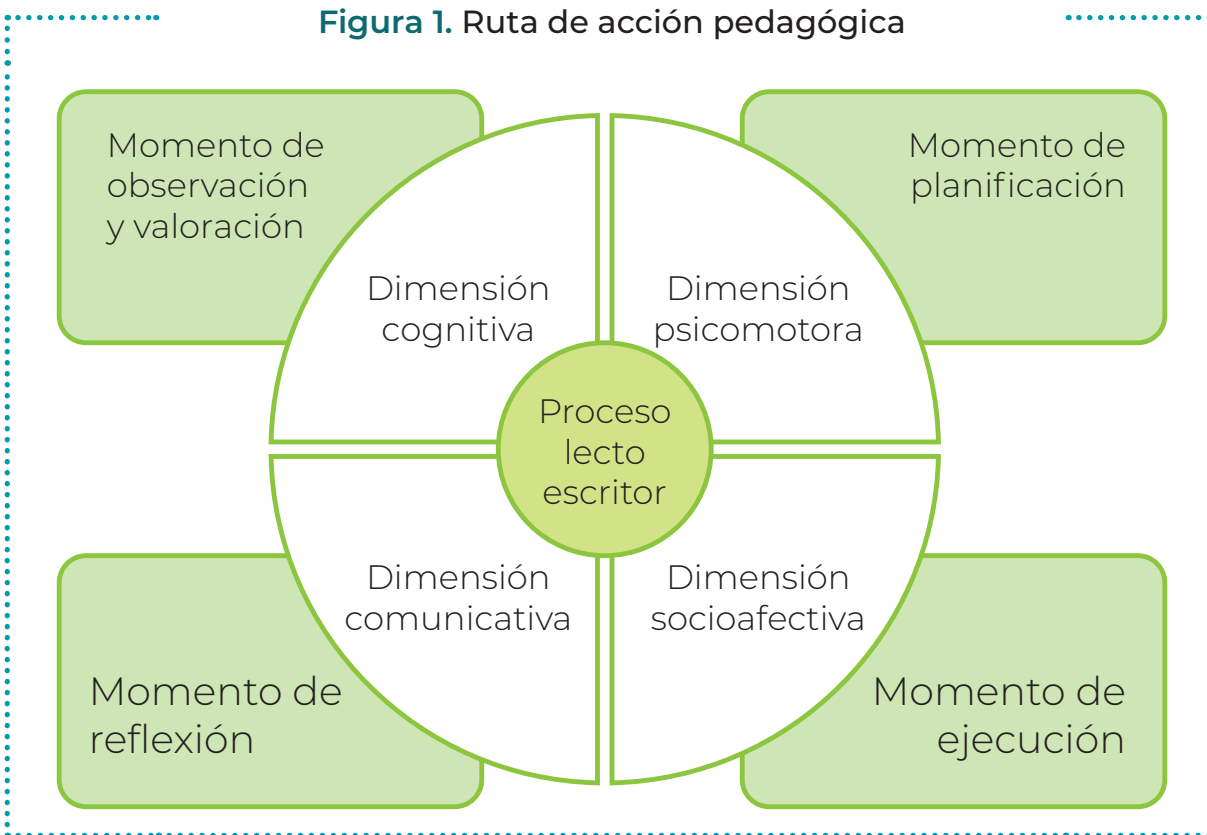 Figura 1. Ruta de acción pedagógica
Momento de
observación
y valoración
Momento de
planificación
Dimensión
cognitiva
Dimensión
psicomotora
Proceso
lecto
escritor
Dimensión
comunicativa
Dimensión
socioafectiva
Momento de
reflexión
Momento de
ejecución